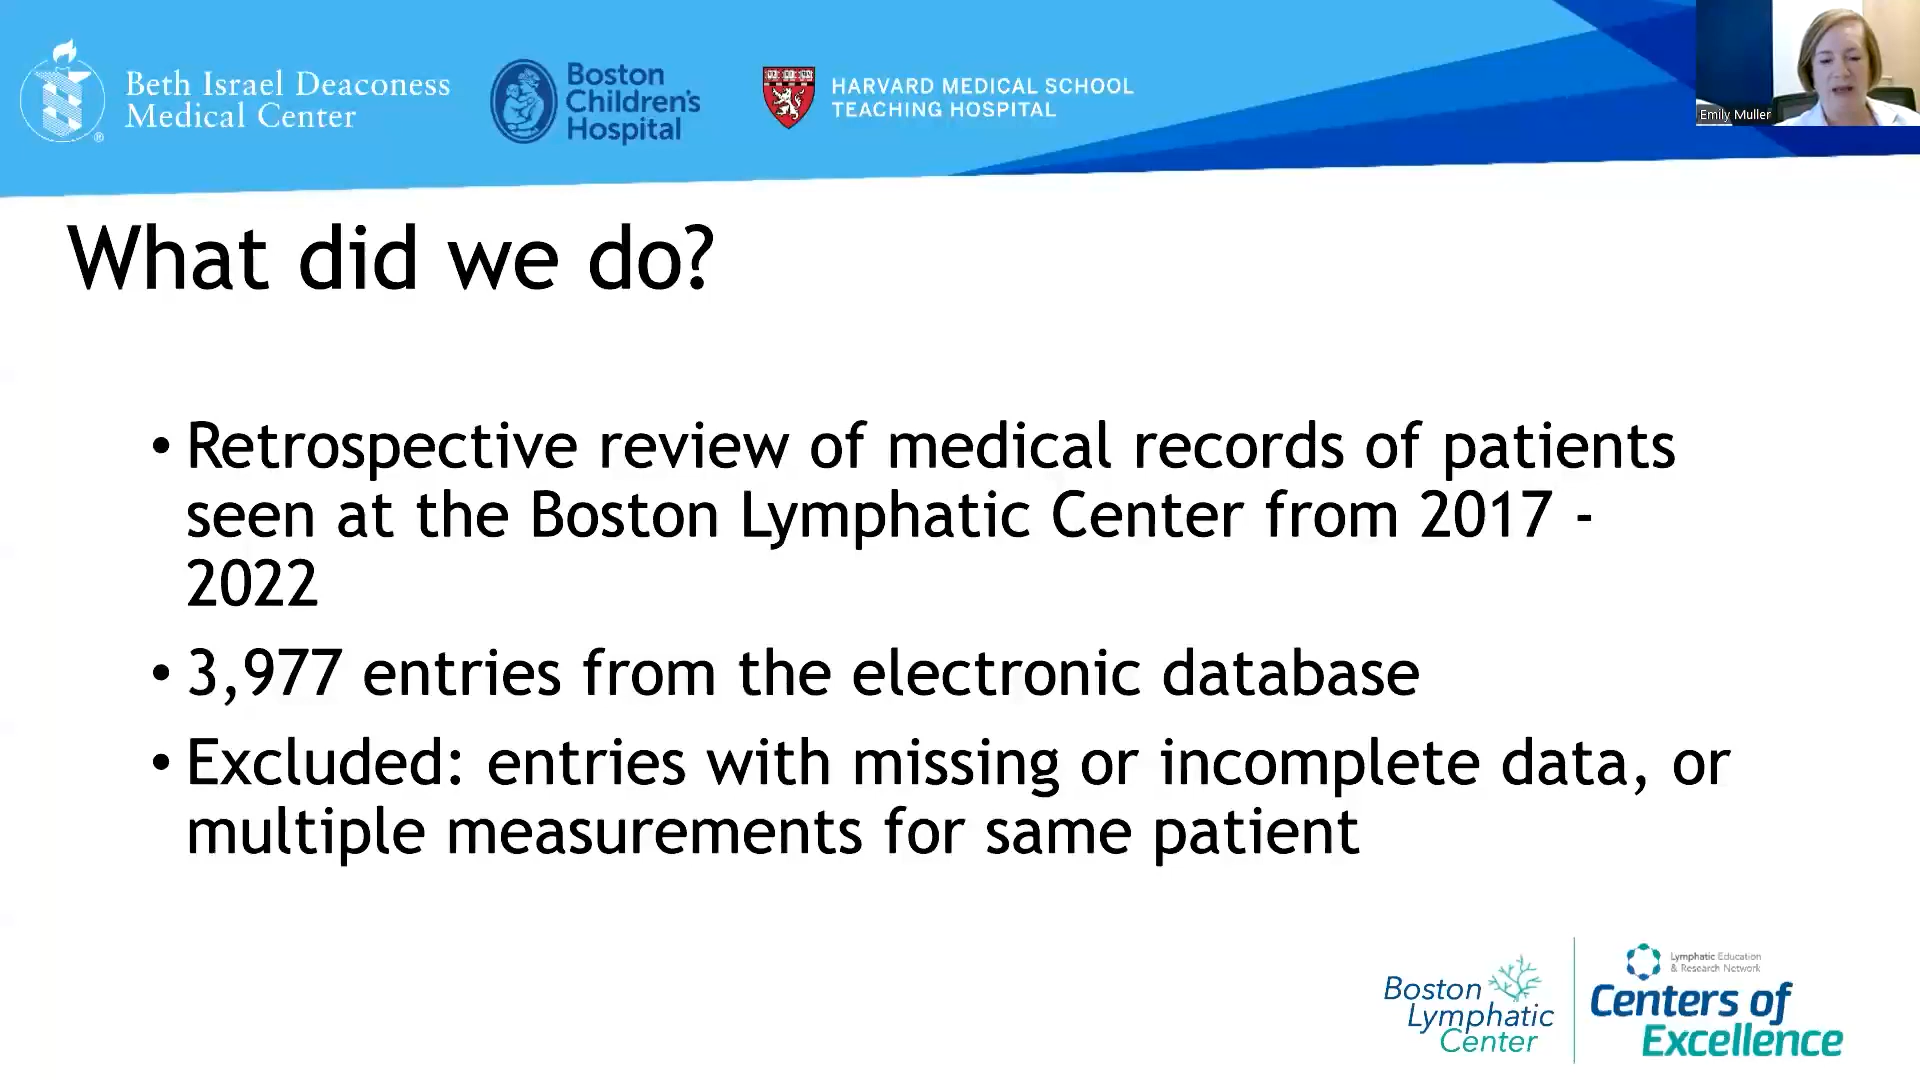 Beth Israel Deaconess
Medical Center
®
Boston
Children's
Hospital
HARVARD MEDICAL SCHOOL
TEACHING HOSPITAL
Emily Muller
What did we do?
• Retrospective review of medical records of patients
seen at the Boston Lymphatic Center from 2017 -
2022
• 3,977 entries from the electronic database
• Excluded: entries with missing or incomplete data, or
multiple measurements for same patient
Boston
Lymphatic
Center
Lymphatic Education
& Research Network
Centers of
Excellence